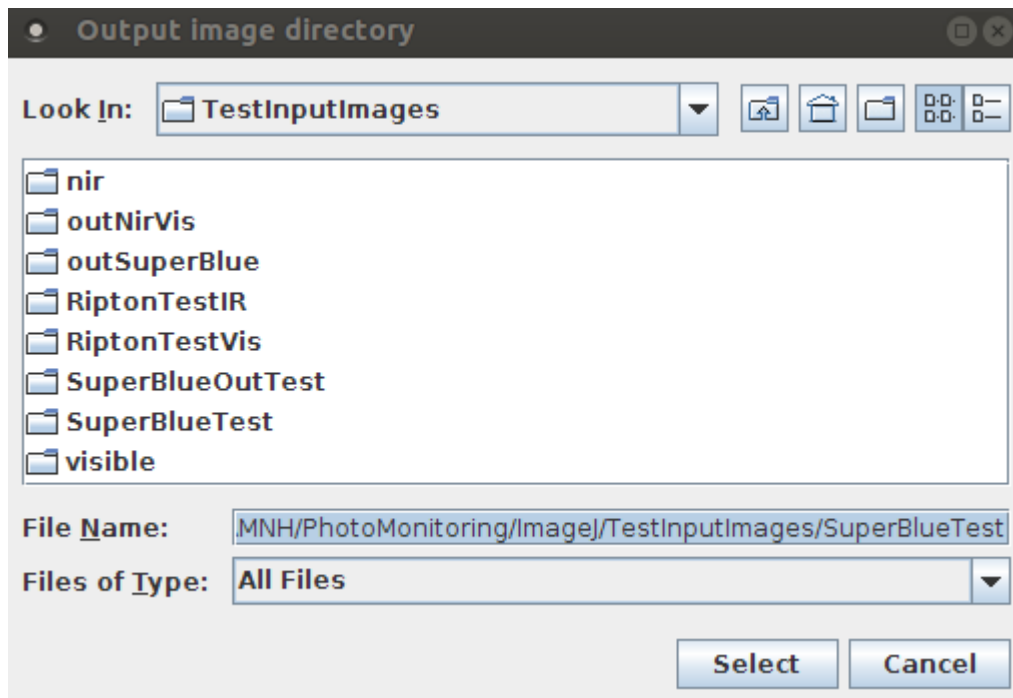 Output image directory
Look In: TestInputImages
nir
outNirVis
outSuperBlue
RiptonTestIR
RiptonTestVis
SuperBlueOutTest
SuperBlueTest
visible
File Name: .MNH/PhotoMonitoring/ImageJ/TestInputImages/SuperBlueTest
Files of Type: All Files
Select Cancel